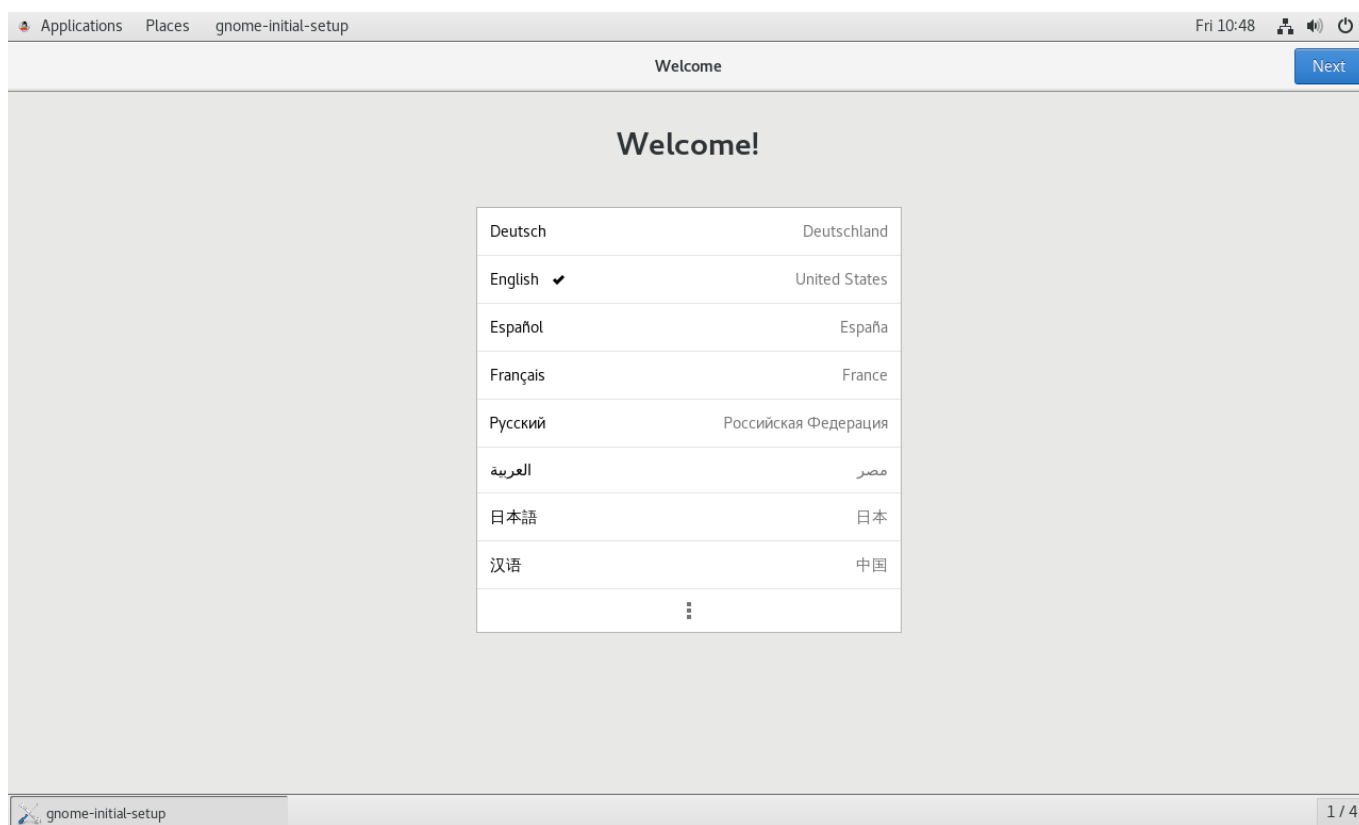 Applications Places gnome-initial-setup Fri 10:48
Welcome Next
Welcome!
Deutsch Deutschland
English United States
Español España
Français France
Русский Российская Федерация
العربية مصر
日本語 日本
汉语 中国
gnome-initial-setup 1 / 4